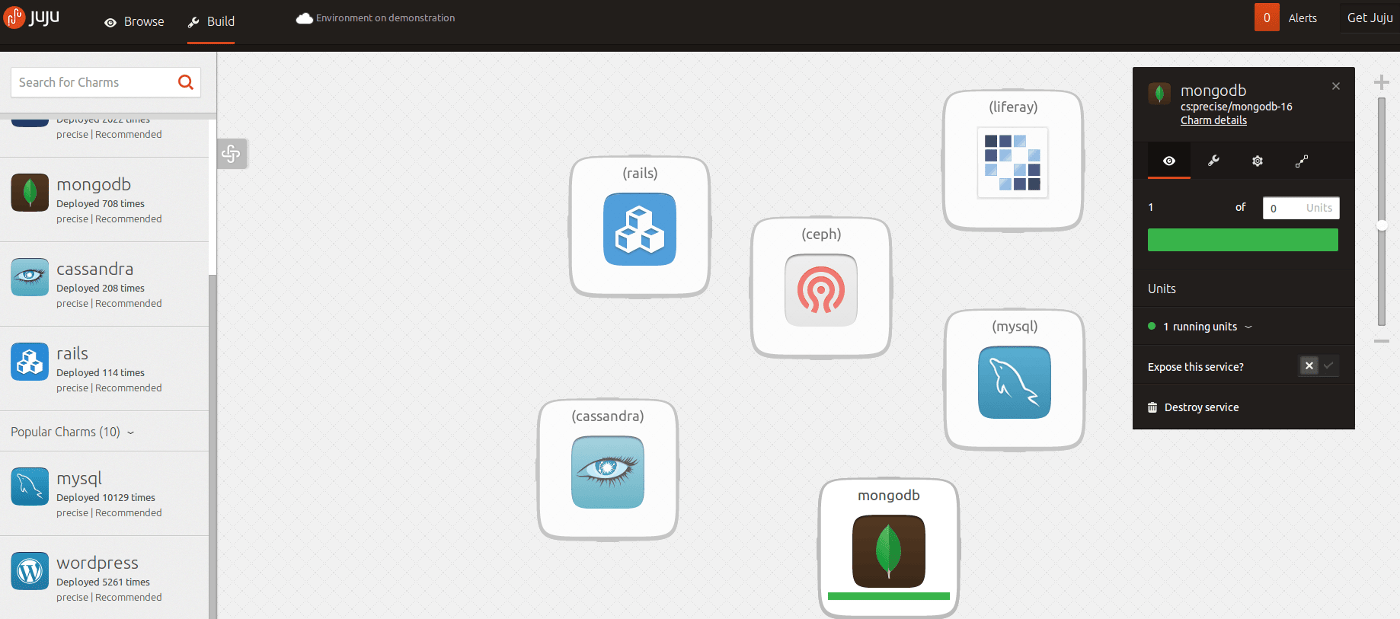 juju
Browse
Build
Environment on demonstration
0
Alerts
Get Juju
Search for Charms
Deployed 2022 times
precise | Recommended
mongodb
Deployed 708 times
precise | Recommended
cassandra
Deployed 208 times
precise | Recommended
rails
Deployed 114 times
precise | Recommended
Popular Charms (10)
mysql
Deployed 10129 times
precise | Recommended
wordpress
Deployed 5261 times
precise | Recommended
(rails)
(ceph)
(liferay)
(mysql)
(cassandra)
mongodb
mongodb
cs:precise/mongodb-16
Charm details
1 of 0 Units
Units
1 running units
Expose this service?
Destroy service